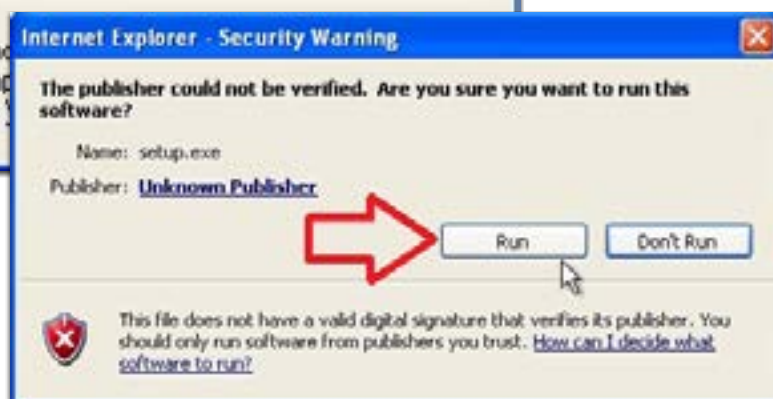 Internet Explorer - Security Warning
The publisher could not be verified. Are you sure you want to run this
software?
Name: setup.exe
Publisher: Unknown Publisher
Run
Don't Run
This file does not have a valid digital signature that verifies its publisher. You
should only run software from publishers you trust. How can I decide what
software to run?